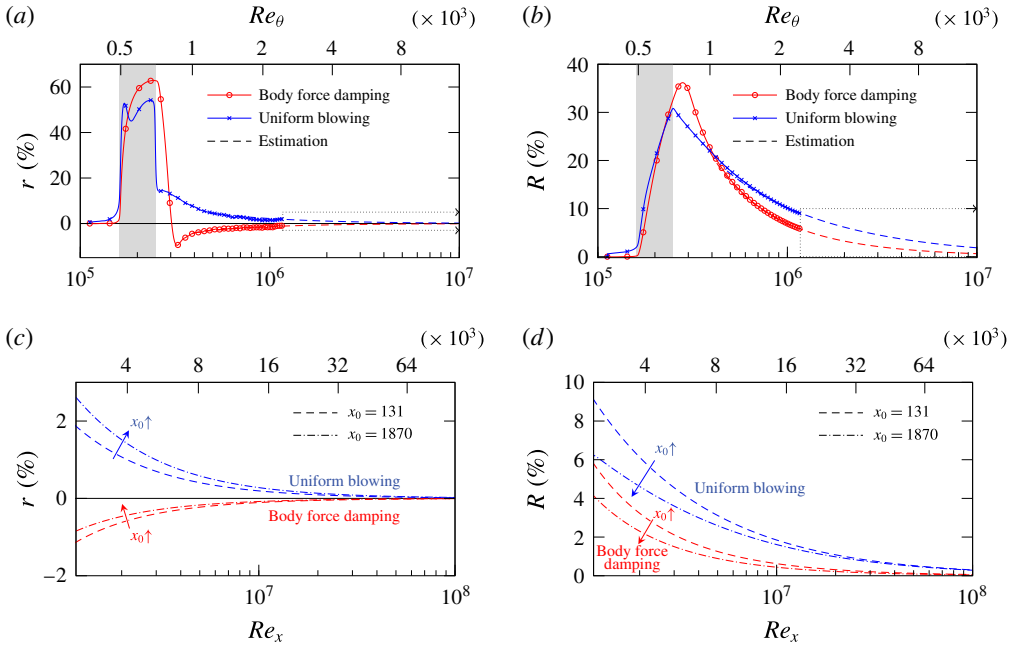 (a) Re_θ (× 10³)
0.5 1 2 4 8
60
40
20
0
r (%)
Body force damping
Uniform blowing
Estimation
10⁵ 10⁶ 10⁷
(b) Re_θ (× 10³)
0.5 1 2 4 8
40
30
20
10
0
R (%)
Body force damping
Uniform blowing
Estimation
10⁵ 10⁶ 10⁷
(c) (× 10³)
4 8 16 32 64
2
0
−2
r (%)
x₀ = 131
x₀ = 1870
x₀↑
Uniform blowing
Body force damping
x₀↑
10⁷ 10⁸
Re_x
(d) (× 10³)
4 8 16 32 64
10
8
6
4
2
0
R (%)
x₀ = 131
x₀ = 1870
x₀↑
Uniform blowing
x₀↑
Body force
damping
10⁷ 10⁸
Re_x